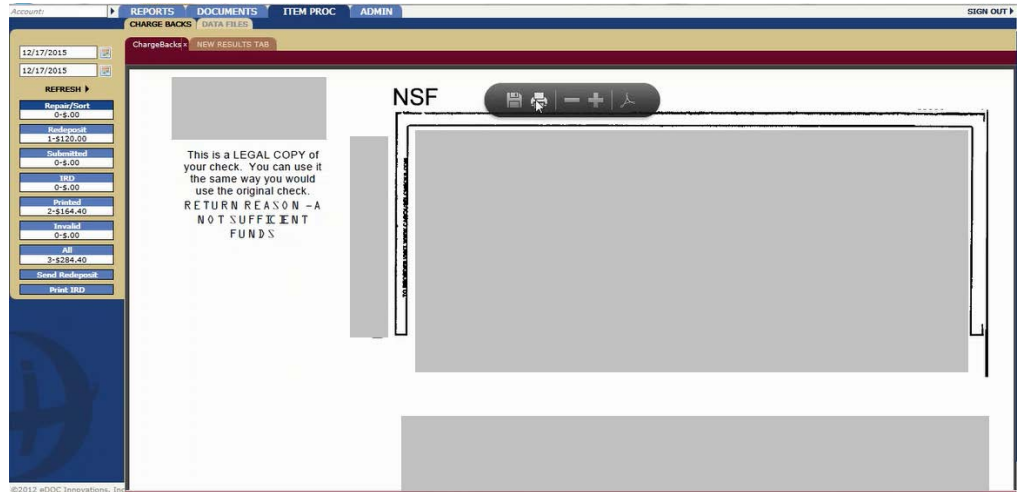 Account:
REPORTS DOCUMENTS ITEM PROC ADMIN
SIGN OUT
CHARGE BACKS DATA FILES
ChargeBacks x NEW RESULTS TAB
12/17/2015
12/17/2015
REFRESH
Repair/Sort
0-$.00
Redeposit
1-$120.00
Submitted
0-$.00
IRD
0-$.00
Printed
2-$164.40
Invalid
0-$.00
All
3-$284.40
Send Redeposit
Print IRD
NSF
This is a LEGAL COPY of
your check. You can use it
the same way you would
use the original check.
RETURN REASON -A
NOT SUFFICIENT
FUNDS
©2012 eDOC Innovations, Inc